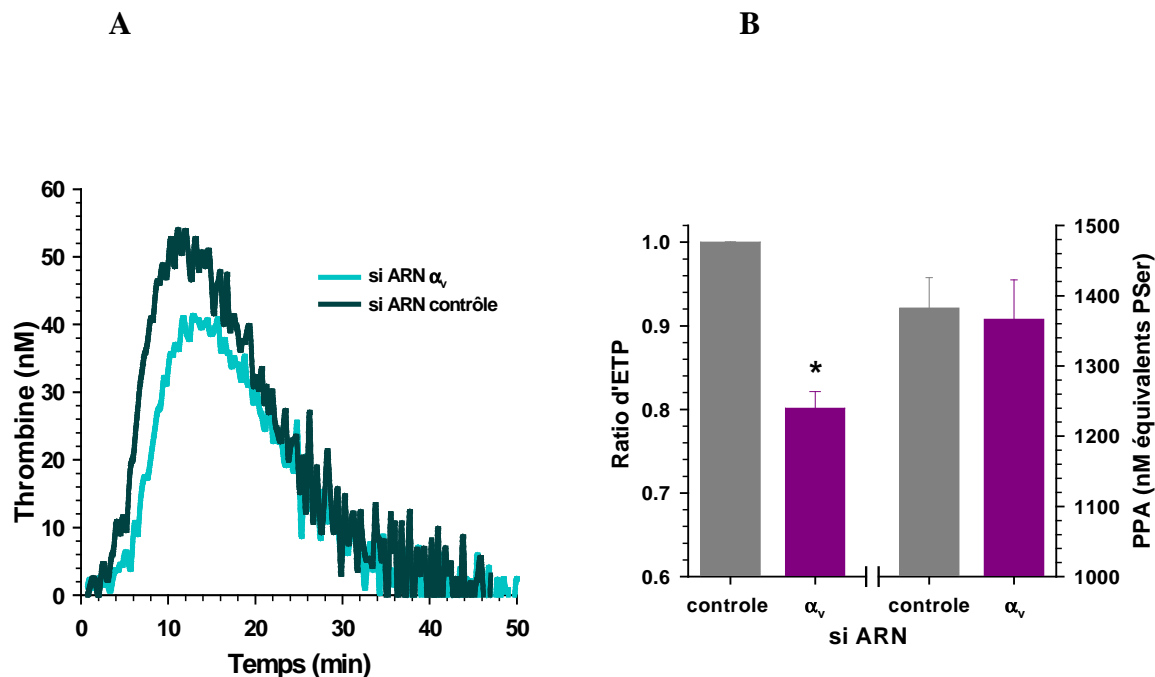 A
B
60
50
40
30
20
10
0
Thrombine (nM)
si ARN αv
si ARN contrôle
0 10 20 30 40 50
Temps (min)
1.0
0.9
0.8
0.7
0.6
Ratio d'ETP
*
1500
1400
1300
1200
1100
1000
PPA (nM équivalents PSer)
controle αv controle αv
si ARN